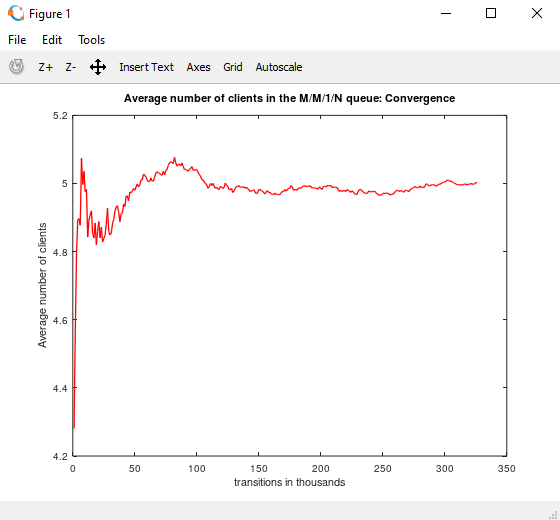 Figure 1
File Edit Tools
Z+ Z- Insert Text Axes Grid Autoscale
Average number of clients in the M/M/1/N queue: Convergence
5.2
5
4.8
4.6
4.4
4.2
Average number of clients
0 50 100 150 200 250 300 350
transitions in thousands